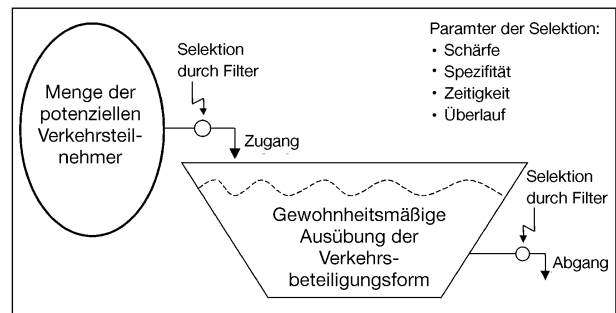 Menge der
potenziellen
Verkehrsteil-
nehmer
Selektion
durch Filter
Zugang
Paramter der Selektion:
• Schärfe
• Spezifität
• Zeitigkeit
• Überlauf
Gewohnheitsmäßige
Ausübung der
Verkehrs-
beteiligungsform
Selektion
durch Filter
Abgang